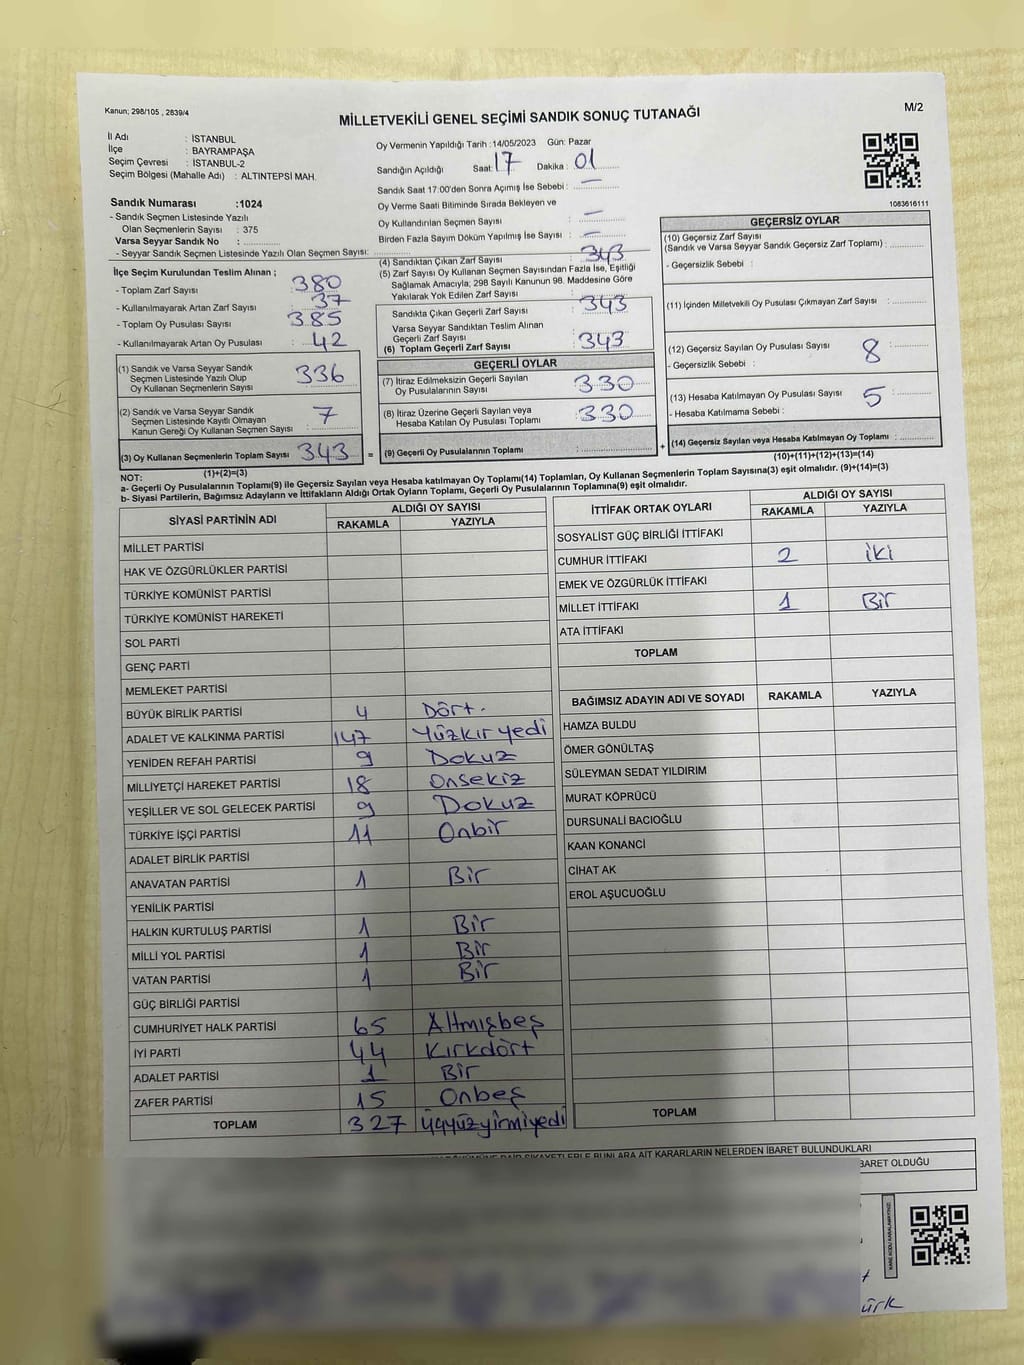 Kanun; 298/105 , 2839/4
M/2
MİLLETVEKİLİ GENEL SEÇİMİ SANDIK SONUÇ TUTANAĞI
İl Adı : İSTANBUL
İlçe : BAYRAMPAŞA
Seçim Çevresi : İSTANBUL-2
Seçim Bölgesi (Mahalle Adı) : ALTINTEPSİ MAH.
Oy Vermenin Yapıldığı Tarih : 14/05/2023 Gün: Pazar
Sandığın Açıldığı Saat: 17 Dakika : 01
Sandık Saat 17:00'den Sonra Açımış İse Sebebi : —
Oy Verme Saati Bitiminde Sırada Bekleyen ve
Oy Kullandırılan Seçmen Sayısı : —
Birden Fazla Sayım Döküm Yapılmış İse Sayısı : —
1083616111
Sandık Numarası :1024
- Sandık Seçmen Listesinde Yazılı
Olan Seçmenlerin Sayısı : 375
Varsa Seyyar Sandık No :
- Seyyar Sandık Seçmen Listesinde Yazılı Olan Seçmen Sayısı:
İlçe Seçim Kurulundan Teslim Alınan ;
- Toplam Zarf Sayısı : 380
- Kullanılmayarak Artan Zarf Sayısı : 37
- Toplam Oy Pusulası Sayısı : 385
- Kullanılmayarak Artan Oy Pusulası : 42
(1) Sandık ve Varsa Seyyar Sandık
Seçmen Listesinde Yazılı Olup
Oy Kullanan Seçmenlerin Sayısı : 336
(2) Sandık ve Varsa Seyyar Sandık
Seçmen Listesinde Kayıtlı Olmayan
Kanun Gereği Oy Kullanan Seçmen Sayısı : 7
(3) Oy Kullanan Seçmenlerin Toplam Sayısı 343 =
(1)+(2)=(3)
(4) Sandıktan Çıkan Zarf Sayısı : 343
(5) Zarf Sayısı Oy Kullanan Seçmen Sayısından Fazla İse, Eşitliği
Sağlamak Amacıyla; 298 Sayılı Kanunun 98. Maddesine Göre
Yakılarak Yok Edilen Zarf Sayısı :
Sandıkta Çıkan Geçerli Zarf Sayısı : 343
Varsa Seyyar Sandıktan Teslim Alınan
Geçerli Zarf Sayısı :
(6) Toplam Geçerli Zarf Sayısı : 343
GEÇERLİ OYLAR
(7) İtiraz Edilmeksizin Geçerli Sayılan
Oy Pusulalarının Sayısı : 330
(8) İtiraz Üzerine Geçerli Sayılan veya
Hesaba Katılan Oy Pusulası Toplamı : 330
(9) Geçerli Oy Pusulalarının Toplamı : +
GEÇERSİZ OYLAR
(10) Geçersiz Zarf Sayısı
(Sandık ve Varsa Seyyar Sandık Geçersiz Zarf Toplamı) :
- Geçersizlik Sebebi :
(11) İçinden Milletvekili Oy Pusulası Çıkmayan Zarf Sayısı :
(12) Geçersiz Sayılan Oy Pusulası Sayısı : 8
- Geçersizlik Sebebi :
(13) Hesaba Katılmayan Oy Pusulası Sayısı : 5
- Hesaba Katılmama Sebebi :
(14) Geçersiz Sayılan veya Hesaba Katılmayan Oy Toplamı :
(10)+(11)+(12)+(13)=(14)
NOT:
a- Geçerli Oy Pusulalarının Toplamı(9) ile Geçersiz Sayılan veya Hesaba katılmayan Oy Toplamı(14) Toplamları, Oy Kullanan Seçmenlerin Toplam Sayısına(3) eşit olmalıdır. (9)+(14)=(3)
b- Siyasi Partilerin, Bağımsız Adayların ve İttifakların Aldığı Ortak Oyların Toplamı, Geçerli Oy Pusulalarının Toplamına(9) eşit olmalıdır.
SİYASİ PARTİNİN ADI ALDIĞI OY SAYISI
RAKAMLA YAZIYLA
MİLLET PARTİSİ
HAK VE ÖZGÜRLÜKLER PARTİSİ
TÜRKİYE KOMÜNİST PARTİSİ
TÜRKİYE KOMÜNİST HAREKETİ
SOL PARTİ
GENÇ PARTİ
MEMLEKET PARTİSİ
BÜYÜK BİRLİK PARTİSİ 4 Dört.
ADALET VE KALKINMA PARTİSİ 147 Yüzkır yedi
YENİDEN REFAH PARTİSİ 9 Dokuz
MİLLİYETÇİ HAREKET PARTİSİ 18 Onsekiz
YEŞİLLER VE SOL GELECEK PARTİSİ 9 Dokuz
TÜRKİYE İŞÇİ PARTİSİ 11 Onbir
ADALET BİRLİK PARTİSİ
ANAVATAN PARTİSİ 1 Bir
YENİLİK PARTİSİ
HALKIN KURTULUŞ PARTİSİ 1 Bir
MİLLİ YOL PARTİSİ 1 Bir
VATAN PARTİSİ 1 Bir
GÜÇ BİRLİĞİ PARTİSİ
CUMHURİYET HALK PARTİSİ 65 Altmışbeş
İYİ PARTİ 44 Kırkdört
ADALET PARTİSİ 1 Bir
ZAFER PARTİSİ 15 Onbeş
TOPLAM 327 üçyüzyirmiyedi
İTTİFAK ORTAK OYLARI ALDIĞI OY SAYISI
RAKAMLA YAZIYLA
SOSYALİST GÜÇ BİRLİĞİ İTTİFAKI
CUMHUR İTTİFAKI 2 iki
EMEK VE ÖZGÜRLÜK İTTİFAKI
MİLLET İTTİFAKI 1 Bir
ATA İTTİFAKI
TOPLAM
BAĞIMSIZ ADAYIN ADI VE SOYADI RAKAMLA YAZIYLA
HAMZA BULDU
ÖMER GÖNÜLTAŞ
SÜLEYMAN SEDAT YILDIRIM
MURAT KÖPRÜCÜ
DURSUNALİ BACIOĞLU
KAAN KONANCİ
CİHAT AK
EROL AŞUCUOĞLU
TOPLAM
ŞİKAYETLERLE BUNLARA AİT KARARLARIN NELERDEN İBARET BULUNDUKLARI
BARET OLDUĞU
ürk